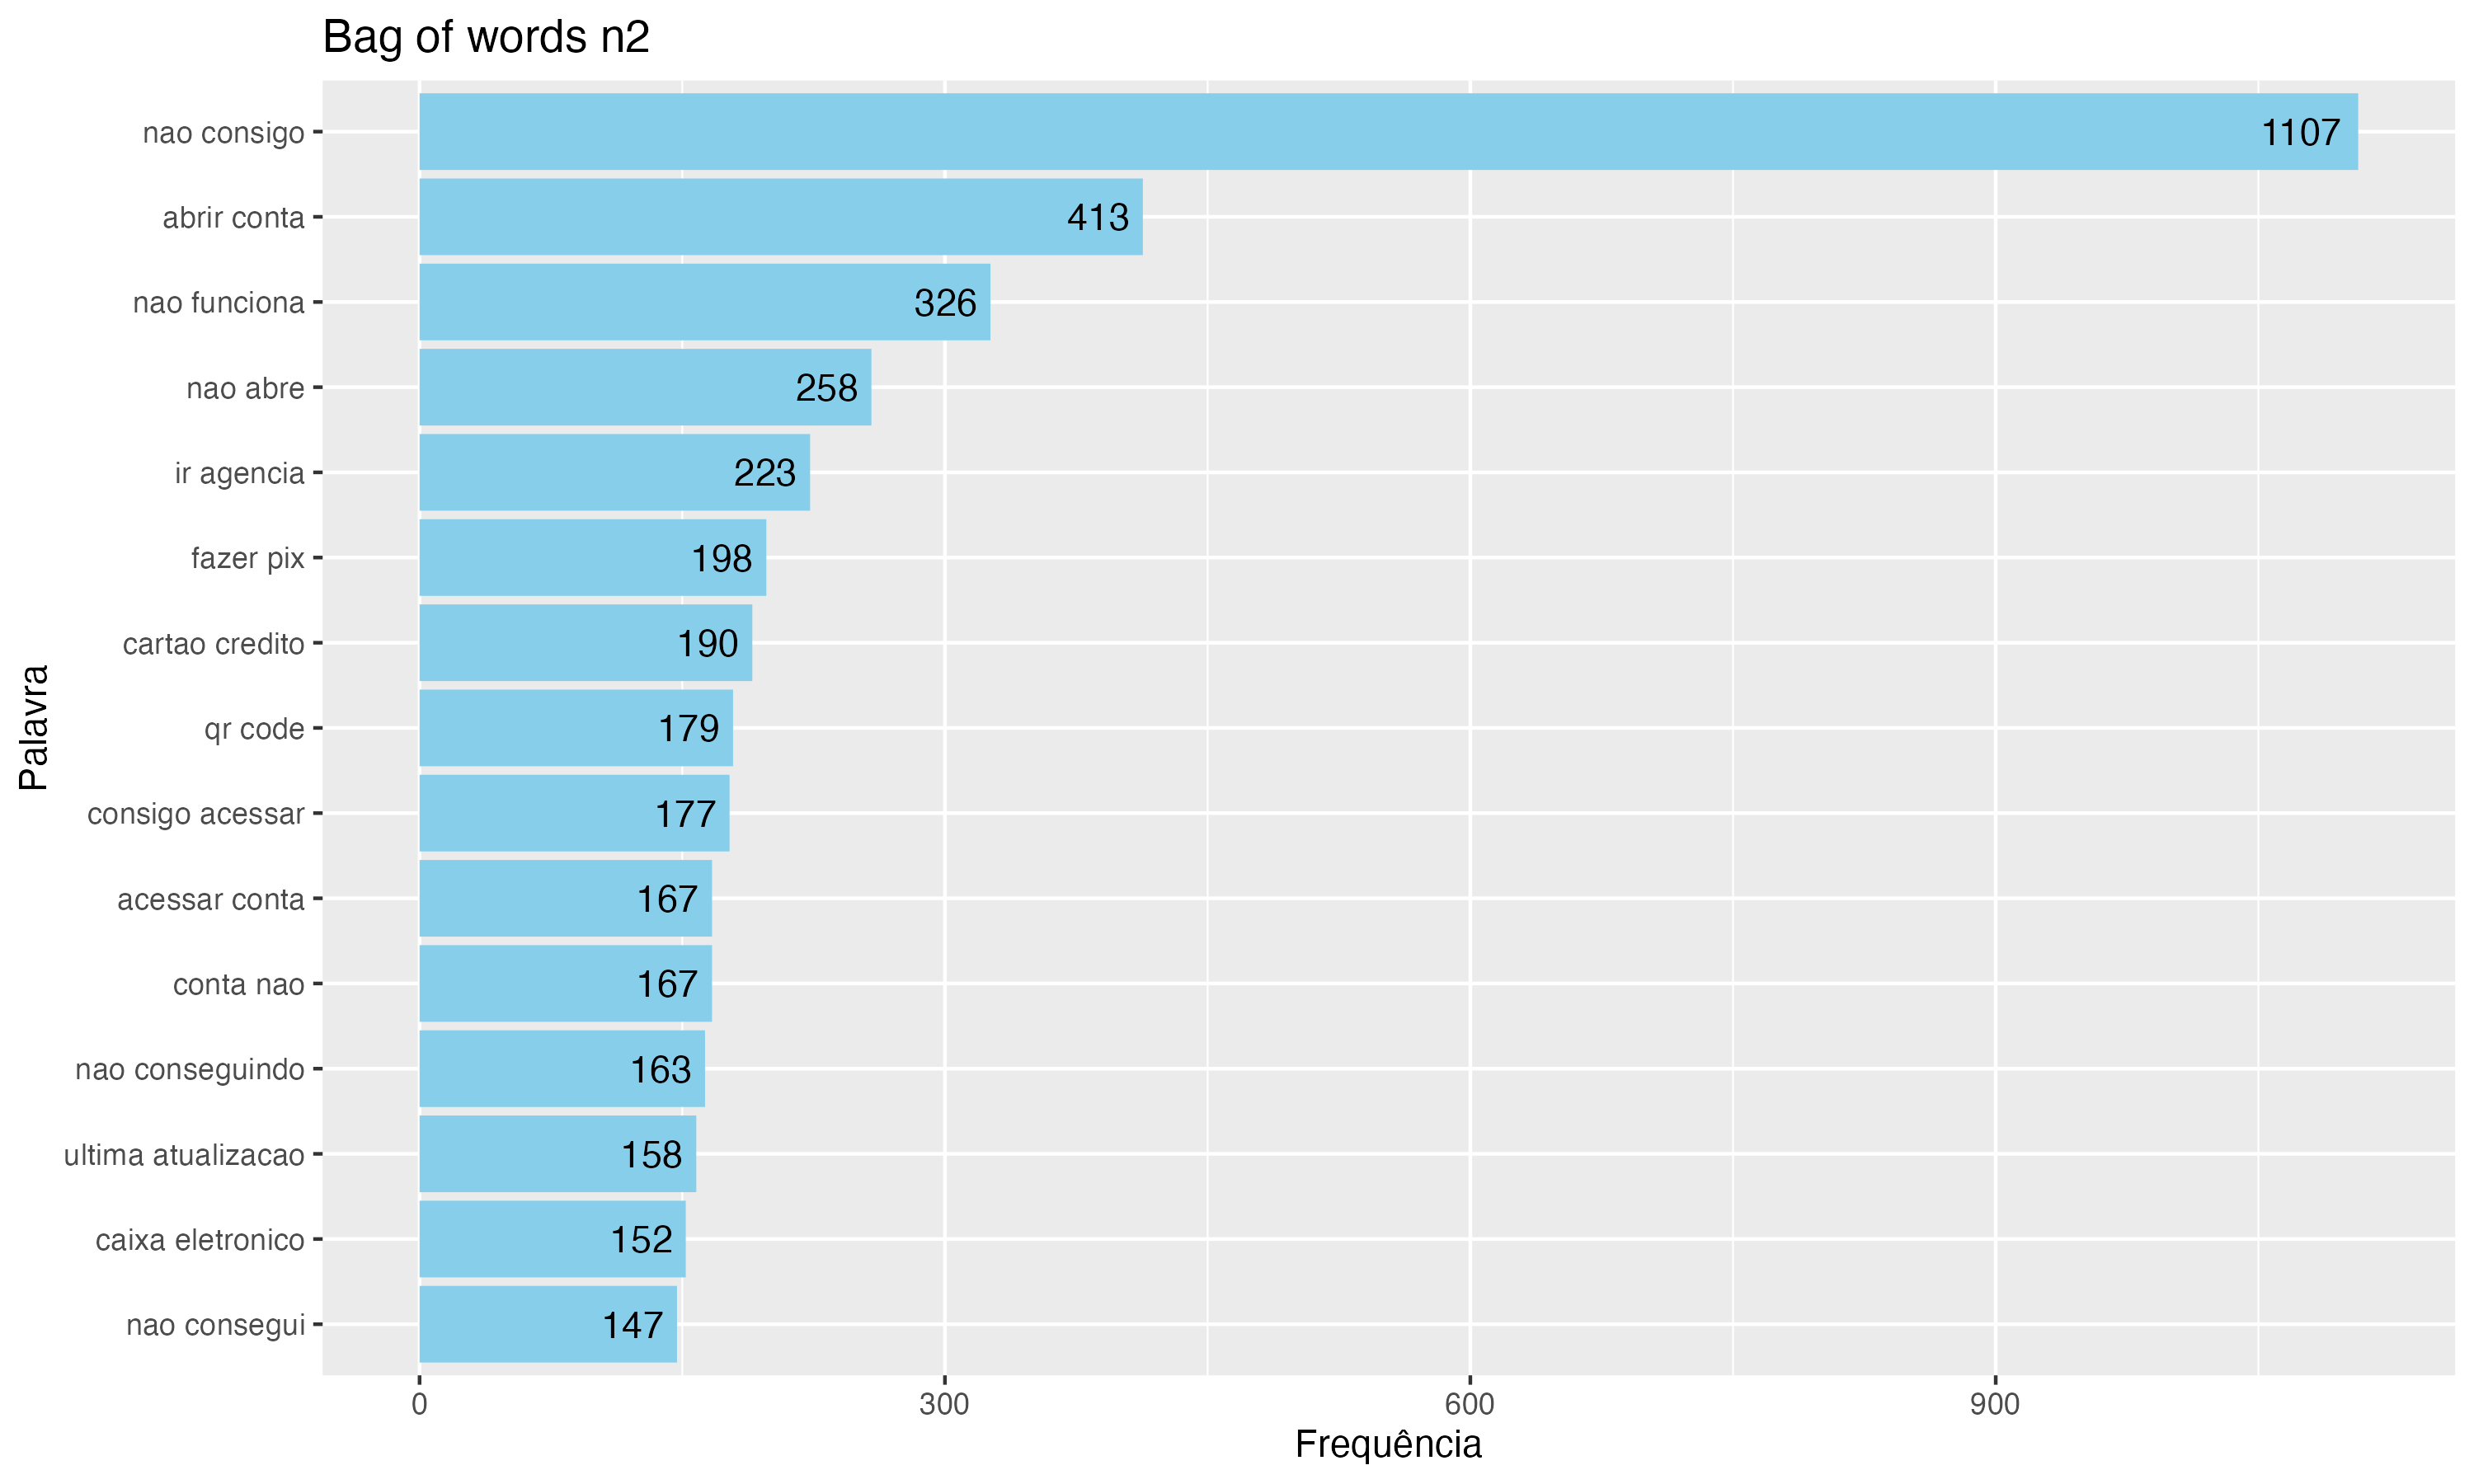 Bag of words n2
nao consigo 1107
abrir conta 413
nao funciona 326
nao abre 258
ir agencia 223
fazer pix 198
cartao credito 190
qr code 179
consigo acessar 177
acessar conta 167
conta nao 167
nao conseguindo 163
ultima atualizacao 158
caixa eletronico 152
nao consegui 147
Palavra
0 300 600 900
Frequência